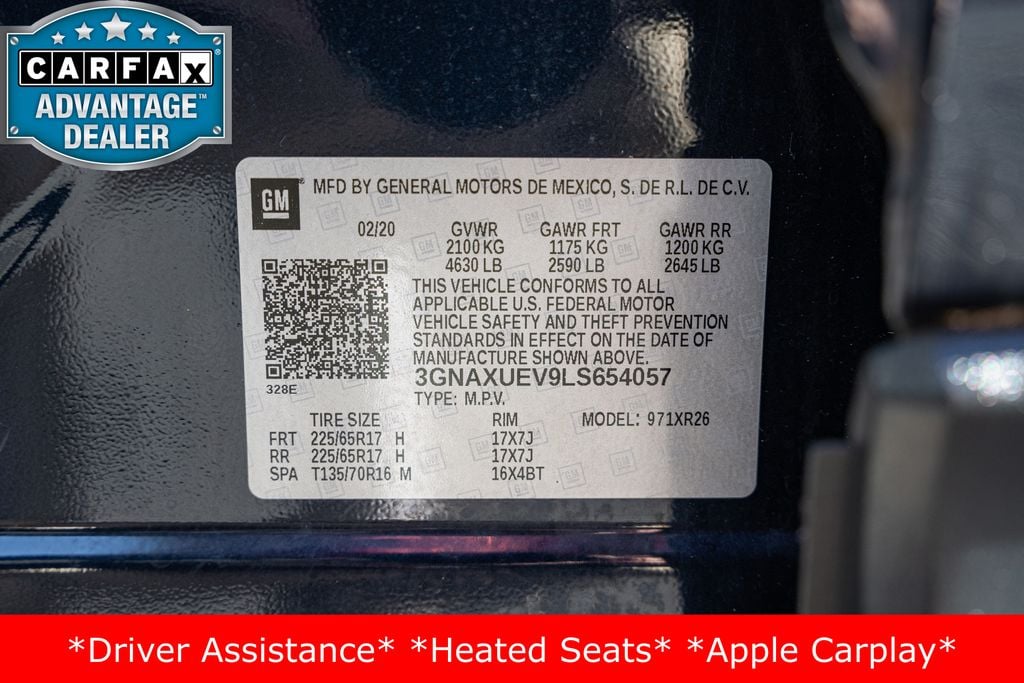 CARFAX
ADVANTAGE™
DEALER
GM
MFD BY GENERAL MOTORS DE MEXICO, S. DE R.L. DE C.V.
02/20 GVWR GAWR FRT GAWR RR
2100 KG 1175 KG 1200 KG
4630 LB 2590 LB 2645 LB
THIS VEHICLE CONFORMS TO ALL
APPLICABLE U.S. FEDERAL MOTOR
VEHICLE SAFETY AND THEFT PREVENTION
STANDARDS IN EFFECT ON THE DATE OF
MANUFACTURE SHOWN ABOVE.
3GNAXUEV9LS654057
328E
TYPE: M.P.V.
TIRE SIZE RIM MODEL: 971XR26
FRT 225/65R17 H 17X7J
RR 225/65R17 H 17X7J
SPA T135/70R16 M 16X4BT
*Driver Assistance* *Heated Seats* *Apple Carplay*